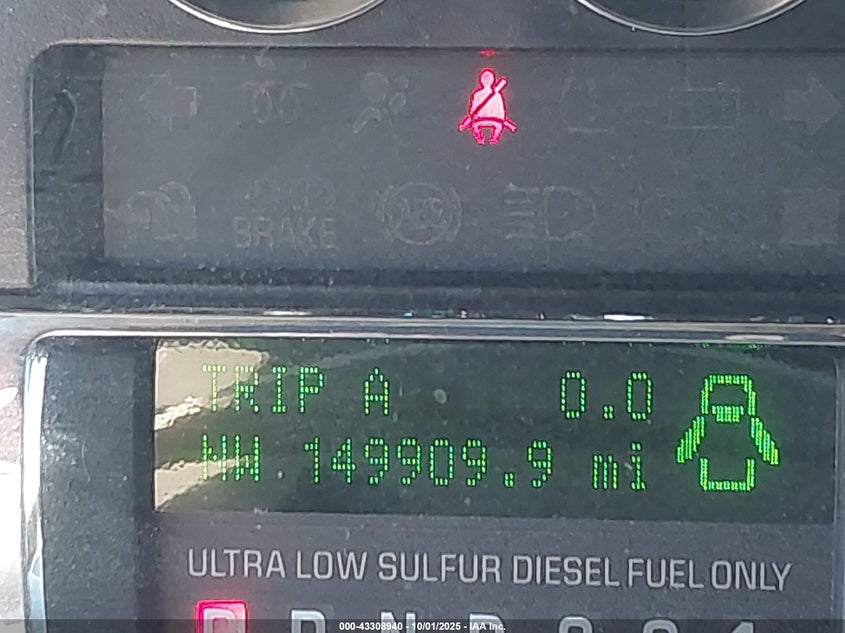 BRAKE
TRIP A 0.0
NW 149909.9 mi
ULTRA LOW SULFUR DIESEL FUEL ONLY
000-43308940 - 10/01/2025 - IAA Inc.